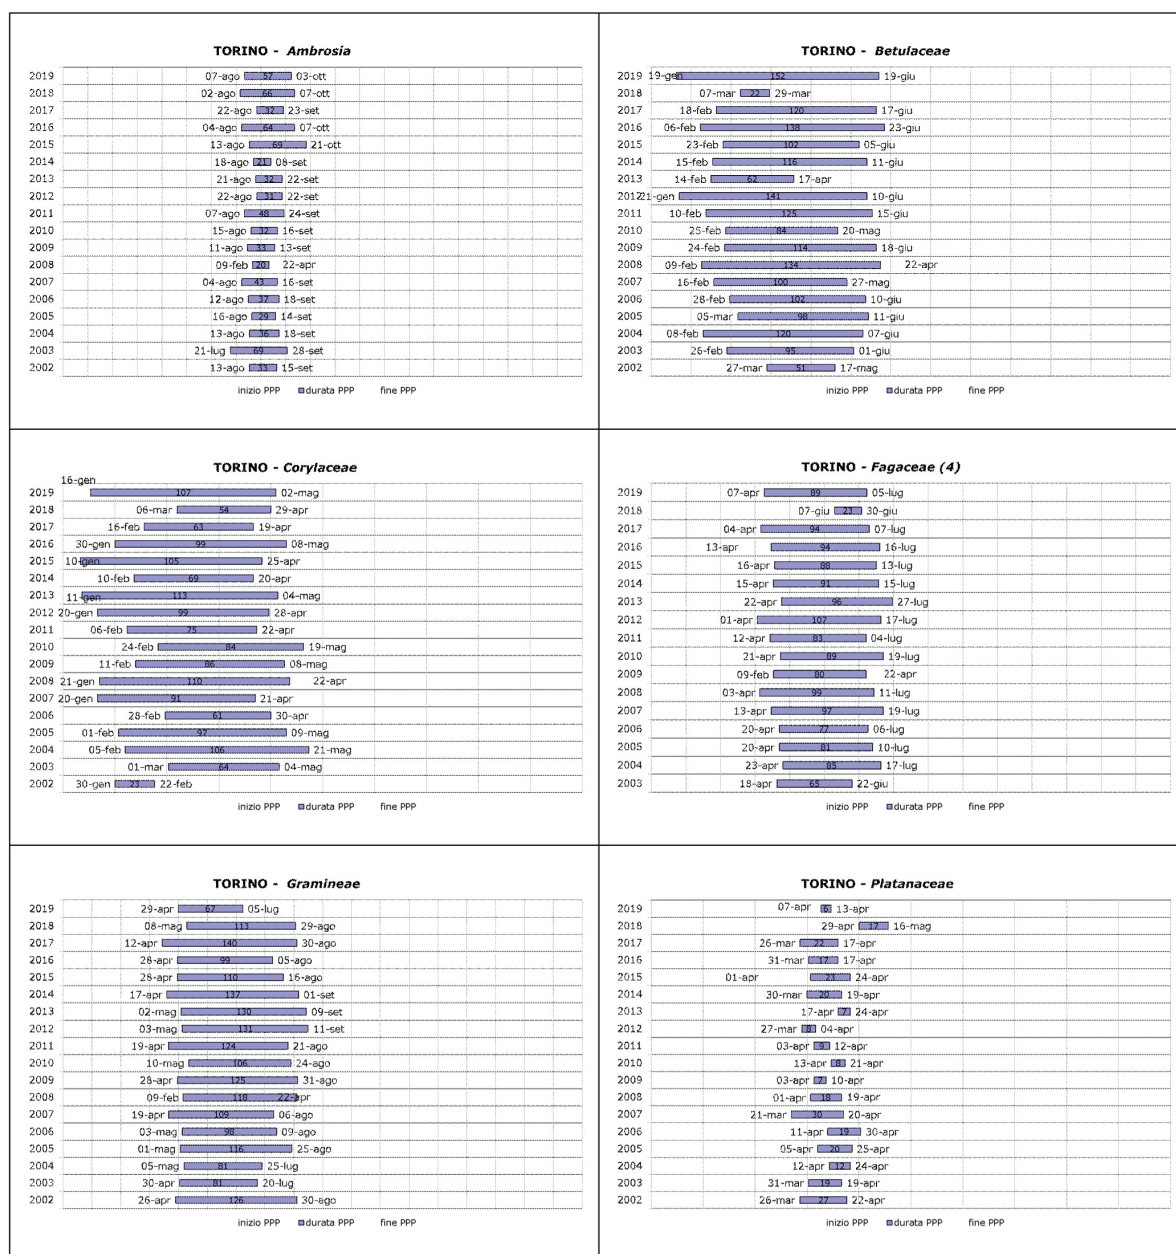 TORINO - Ambrosia
2019 07-ago 57 03-ott
2018 02-ago 66 07-ott
2017 22-ago 32 23-set
2016 04-ago 64 07-ott
2015 13-ago 69 21-ott
2014 18-ago 21 08-set
2013 21-ago 32 22-set
2012 22-ago 31 22-set
2011 07-ago 48 24-set
2010 15-ago 32 16-set
2009 11-ago 33 13-set
2008 09-feb 20 22-apr
2007 04-ago 43 16-set
2006 12-ago 37 18-set
2005 16-ago 29 14-set
2004 13-ago 36 18-set
2003 21-lug 69 28-set
2002 13-ago 33 15-set
inizio PPP durata PPP fine PPP
TORINO - Betulaceae
2019 19-gen 152 19-giu
2018 07-mar 22 29-mar
2017 18-feb 120 17-giu
2016 06-feb 138 23-giu
2015 23-feb 102 05-giu
2014 15-feb 116 11-giu
2013 14-feb 62 17-apr
2012 21-gen 141 10-giu
2011 10-feb 125 15-giu
2010 25-feb 84 20-mag
2009 24-feb 114 18-giu
2008 09-feb 134 22-apr
2007 16-feb 100 27-mag
2006 28-feb 102 10-giu
2005 05-mar 98 11-giu
2004 08-feb 120 07-giu
2003 26-feb 95 01-giu
2002 27-mar 51 17-mag
inizio PPP durata PPP fine PPP
TORINO - Corylaceae
2019 16-gen 107 02-mag
2018 06-mar 54 29-apr
2017 16-feb 63 19-apr
2016 30-gen 99 08-mag
2015 10-gen 105 25-apr
2014 10-feb 69 20-apr
2013 11-gen 113 04-mag
2012 20-gen 99 28-apr
2011 06-feb 75 22-apr
2010 24-feb 84 19-mag
2009 11-feb 86 08-mag
2008 21-gen 110 22-apr
2007 20-gen 91 21-apr
2006 28-feb 61 30-apr
2005 01-feb 97 09-mag
2004 05-feb 106 21-mag
2003 01-mar 64 04-mag
2002 30-gen 23 22-feb
inizio PPP durata PPP fine PPP
TORINO - Fagaceae (4)
2019 07-apr 89 05-lug
2018 07-giu 23 30-giu
2017 04-apr 94 07-lug
2016 13-apr 94 16-lug
2015 16-apr 88 13-lug
2014 15-apr 91 15-lug
2013 22-apr 96 27-lug
2012 01-apr 107 17-lug
2011 12-apr 83 04-lug
2010 21-apr 89 19-lug
2009 09-feb 80 22-apr
2008 03-apr 99 11-lug
2007 13-apr 97 19-lug
2006 20-apr 77 06-lug
2005 20-apr 81 10-lug
2004 23-apr 85 17-lug
2003 18-apr 65 22-giu
inizio PPP durata PPP fine PPP
TORINO - Gramineae
2019 29-apr 67 05-lug
2018 08-mag 113 29-ago
2017 12-apr 140 30-ago
2016 28-apr 99 05-ago
2015 28-apr 110 16-ago
2014 17-apr 137 01-set
2013 02-mag 130 09-set
2012 03-mag 131 11-set
2011 19-apr 124 21-ago
2010 10-mag 106 24-ago
2009 28-apr 125 31-ago
2008 09-feb 118 22-apr
2007 19-apr 109 06-ago
2006 03-mag 98 09-ago
2005 01-mag 116 25-ago
2004 05-mag 81 25-lug
2003 30-apr 81 20-lug
2002 26-apr 126 30-ago
inizio PPP durata PPP fine PPP
TORINO - Platanaceae
2019 07-apr 6 13-apr
2018 29-apr 17 16-mag
2017 26-mar 22 17-apr
2016 31-mar 17 17-apr
2015 01-apr 23 24-apr
2014 30-mar 20 19-apr
2013 17-apr 7 24-apr
2012 27-mar 8 04-apr
2011 03-apr 9 12-apr
2010 13-apr 8 21-apr
2009 03-apr 7 10-apr
2008 01-apr 18 19-apr
2007 21-mar 30 20-apr
2006 11-apr 19 30-apr
2005 05-apr 20 25-apr
2004 12-apr 12 24-apr
2003 31-mar 19 19-apr
2002 26-mar 27 22-apr
inizio PPP durata PPP fine PPP